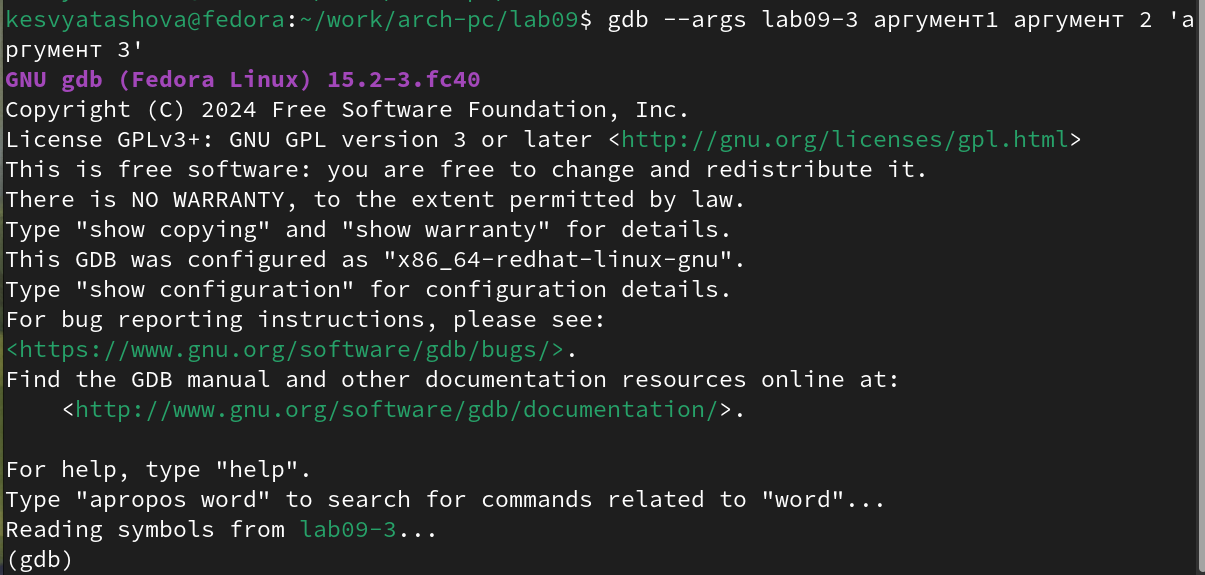 kesvyatashova@fedora:~/work/arch-pc/lab09$ gdb --args lab09-3 аргумент1 аргумент 2 'а
ргумент 3'
GNU gdb (Fedora Linux) 15.2-3.fc40
Copyright (C) 2024 Free Software Foundation, Inc.
License GPLv3+: GNU GPL version 3 or later <http://gnu.org/licenses/gpl.html>
This is free software: you are free to change and redistribute it.
There is NO WARRANTY, to the extent permitted by law.
Type "show copying" and "show warranty" for details.
This GDB was configured as "x86_64-redhat-linux-gnu".
Type "show configuration" for configuration details.
For bug reporting instructions, please see:
<https://www.gnu.org/software/gdb/bugs/>.
Find the GDB manual and other documentation resources online at:
    <http://www.gnu.org/software/gdb/documentation/>.

For help, type "help".
Type "apropos word" to search for commands related to "word"...
Reading symbols from lab09-3...
(gdb)